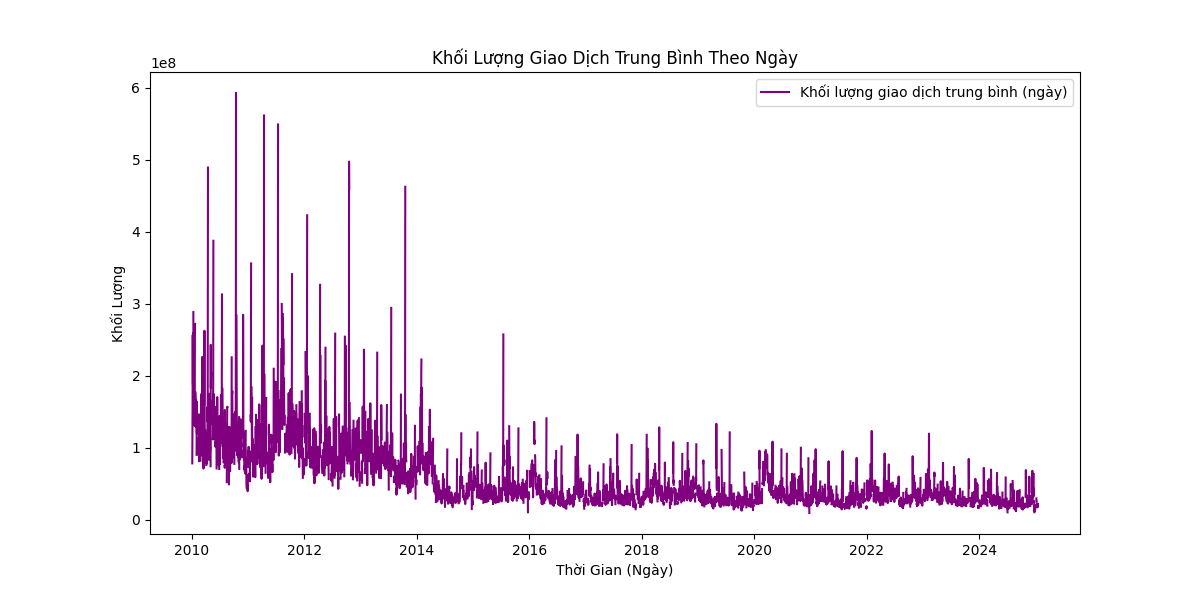 Khối Lượng Giao Dịch Trung Bình Theo Ngày
1e8
Khối lượng giao dịch trung bình (ngày)
6
5
4
3
2
1
0
Khối Lượng
2010 2012 2014 2016 2018 2020 2022 2024
Thời Gian (Ngày)